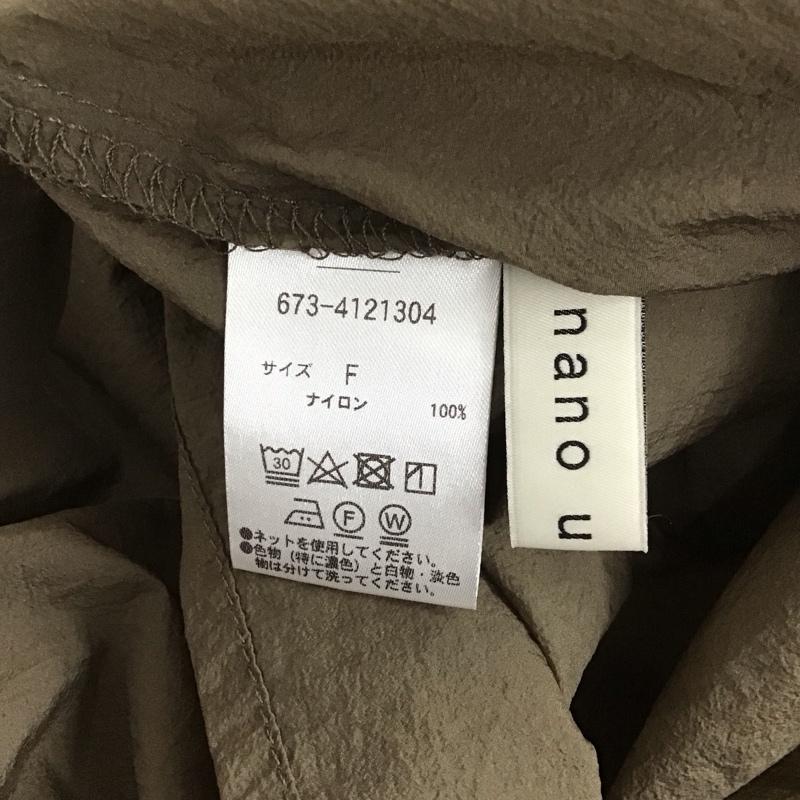 673-4121304
サイズ F
ナイロン 100%
30
F W
●ネットを使用してください。
●色物(特に濃色)と白物・淡色
物は分けて洗ってください。
nano u